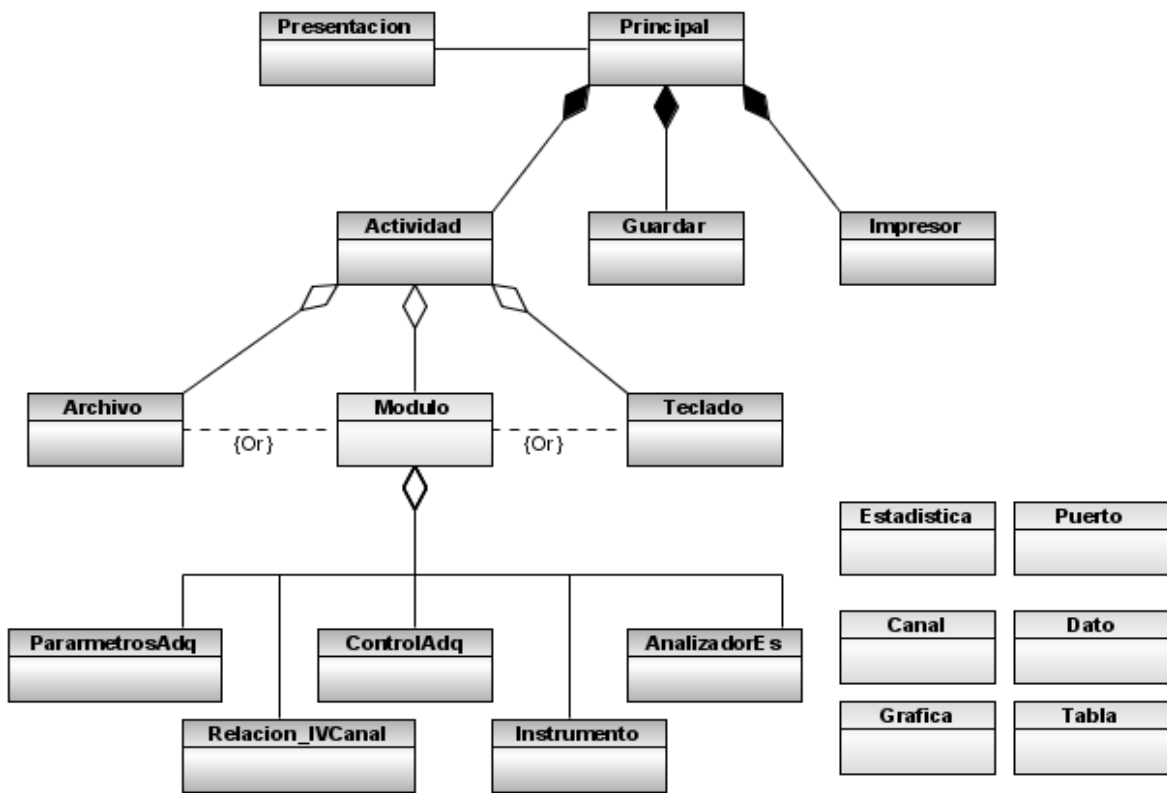 Presentacion
Principal
Actividad
Guardar
Impresor
Archivo
Modulo
Teclado
{Or}
{Or}
Estadistica
Puerto
PararmetrosAdq
ControlAdq
AnalizadorEs
Canal
Dato
Relacion_IVCanal
Instrumento
Grafica
Tabla